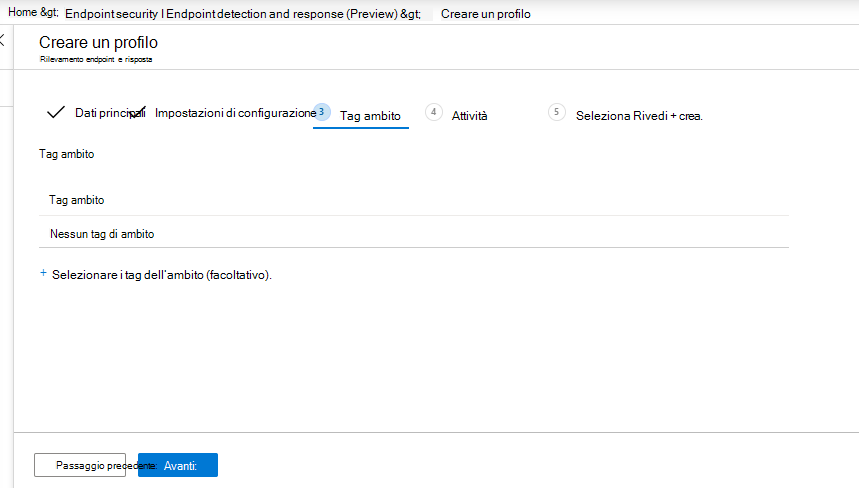 Home &gt; Endpoint security I Endpoint detection and response (Preview) &gt; Creare un profilo
Creare un profilo
Rilevamento endpoint e risposta
Dati principali Impostazioni di configurazione 3 Tag ambito 4 Attività 5 Seleziona Rivedi + crea.
Tag ambito
Tag ambito
Nessun tag di ambito
+ Selezionare i tag dell'ambito (facoltativo).
Passaggio precedente: Avanti: